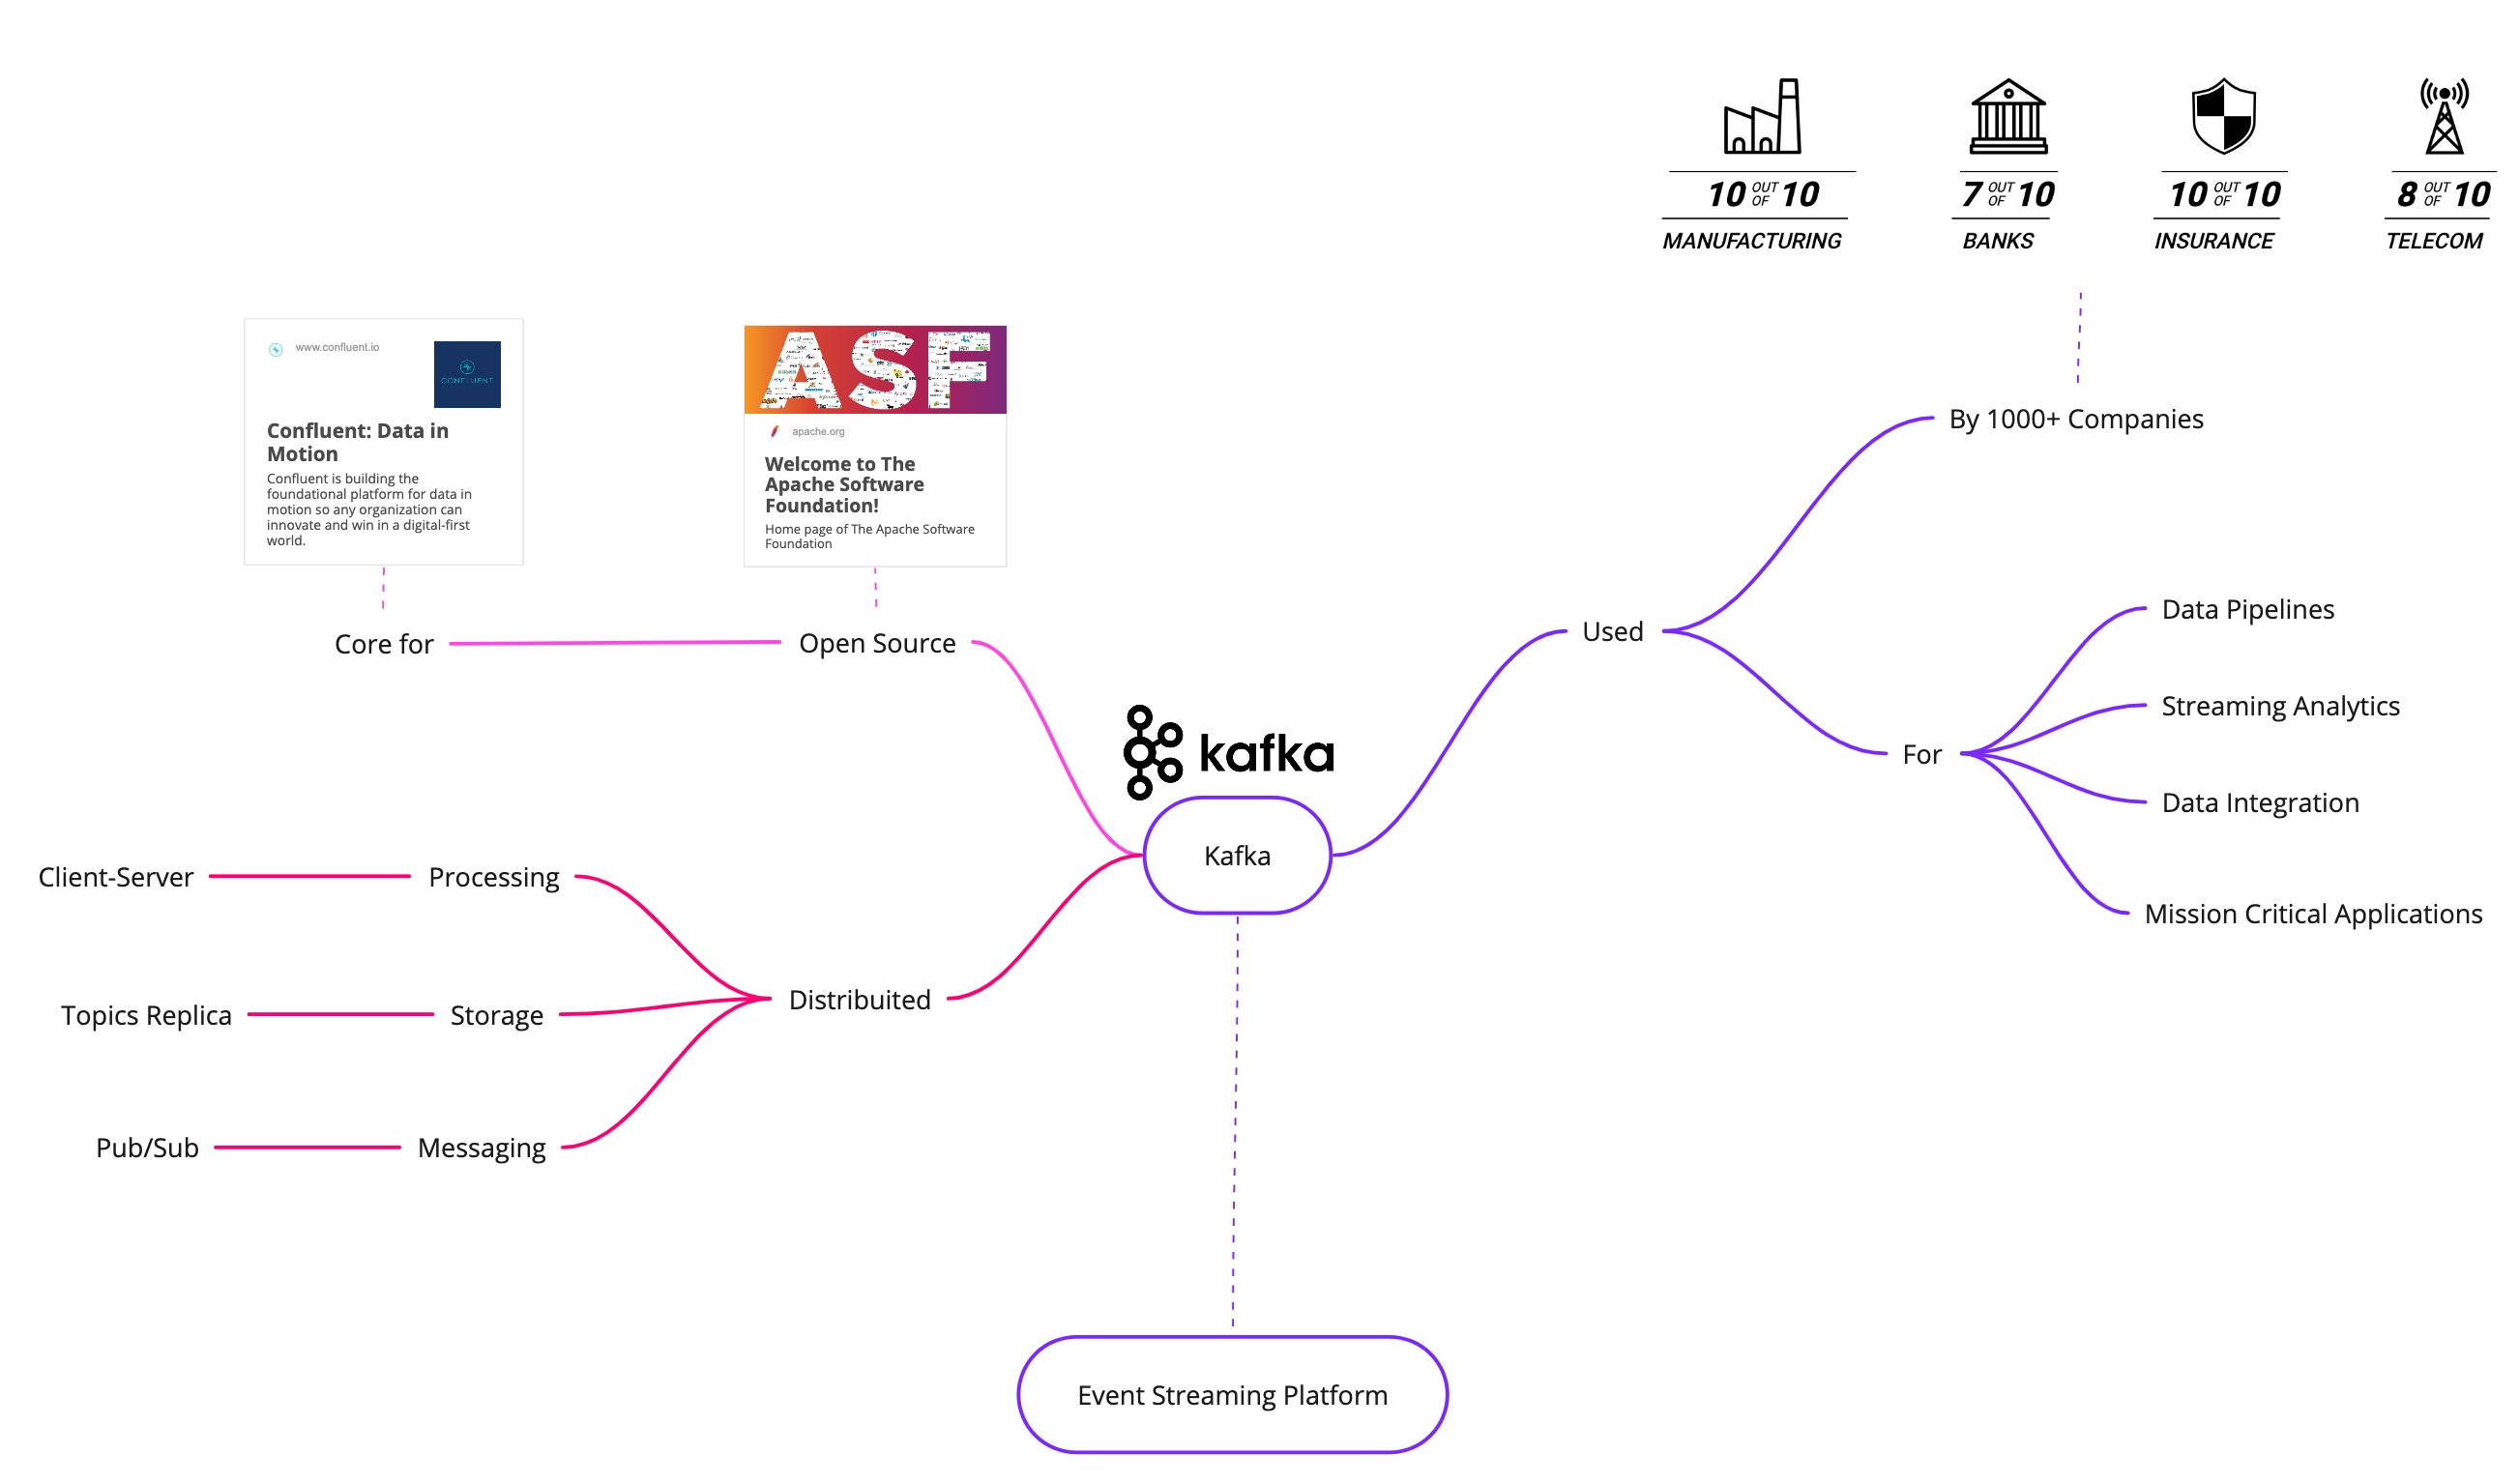 10 OUT OF 10
MANUFACTURING
7 OUT OF 10
BANKS
10 OUT OF 10
INSURANCE
8 OUT OF 10
TELECOM
www.confluent.io
CONFLUENT
Confluent: Data in
Motion
Confluent is building the
foundational platform for data in
motion so any organization can
innovate and win in a digital-first
world.
ASF
apache.org
Welcome to The
Apache Software
Foundation!
Home page of The Apache Software
Foundation
By 1000+ Companies
Core for
Open Source
Used
Data Pipelines
Streaming Analytics
For
Data Integration
Mission Critical Applications
kafka
Kafka
Client-Server
Processing
Topics Replica
Storage
Distribuited
Pub/Sub
Messaging
Event Streaming Platform